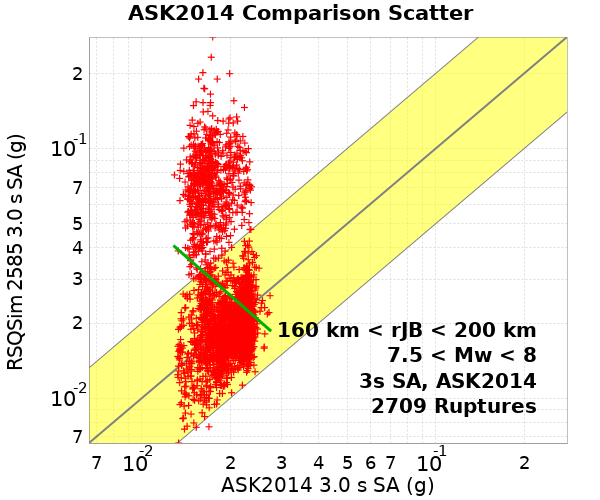 ASK2014 Comparison Scatter
RSQSim 2585 3.0 s SA (g)
2
10-1
7
5
4
3
2
10-2
7
160 km < rJB < 200 km
7.5 < Mw < 8
3s SA, ASK2014
2709 Ruptures
7 10-2 2 3 4 5 6 7 10-1 2
ASK2014 3.0 s SA (g)